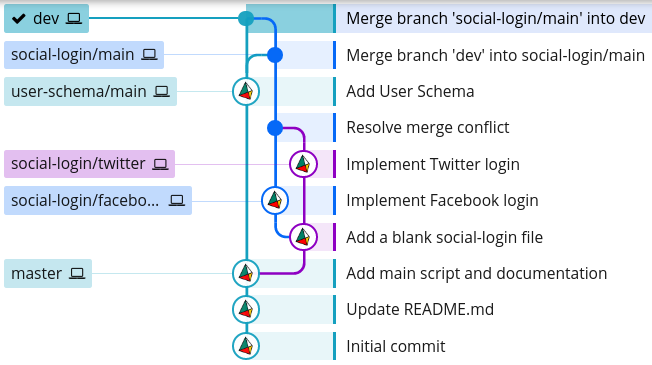 dev Merge branch 'social-login/main' into dev
social-login/main Merge branch 'dev' into social-login/main
user-schema/main Add User Schema
Resolve merge conflict
social-login/twitter Implement Twitter login
social-login/facebo... Implement Facebook login
Add a blank social-login file
master Add main script and documentation
Update README.md
Initial commit